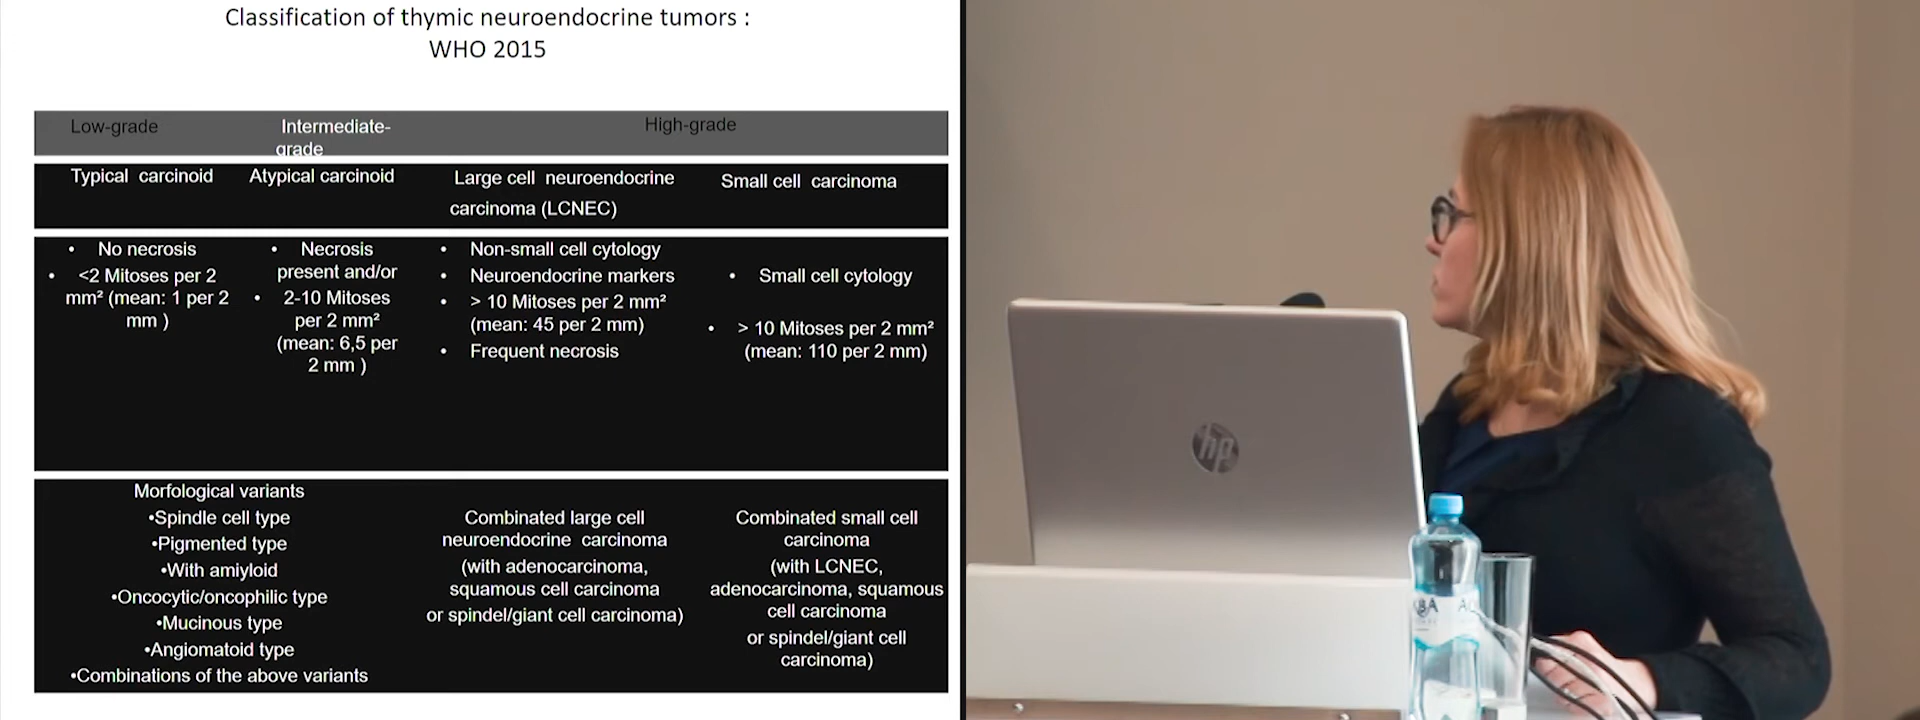 Classification of thymic neuroendocrine tumors :
WHO 2015
Low-grade
Intermediate-
grade
High-grade
Typical carcinoid
Atypical carcinoid
Large cell neuroendocrine
carcinoma (LCNEC)
Small cell carcinoma
• No necrosis
• <2 Mitoses per 2
mm² (mean: 1 per 2
mm )
• Necrosis
present and/or
• 2-10 Mitoses
per 2 mm²
(mean: 6,5 per
2 mm )
• Non-small cell cytology
• Neuroendocrine markers
• > 10 Mitoses per 2 mm²
(mean: 45 per 2 mm)
• Frequent necrosis
• Small cell cytology
• > 10 Mitoses per 2 mm²
(mean: 110 per 2 mm)
Morfological variants
•Spindle cell type
•Pigmented type
•With amiyloid
•Oncocytic/oncophilic type
•Mucinous type
•Angiomatoid type
•Combinations of the above variants
Combinated large cell
neuroendocrine carcinoma
(with adenocarcinoma,
squamous cell carcinoma
or spindel/giant cell carcinoma)
Combinated small cell
carcinoma
(with LCNEC,
adenocarcinoma, squamous
cell carcinoma
or spindel/giant cell
carcinoma)
hp